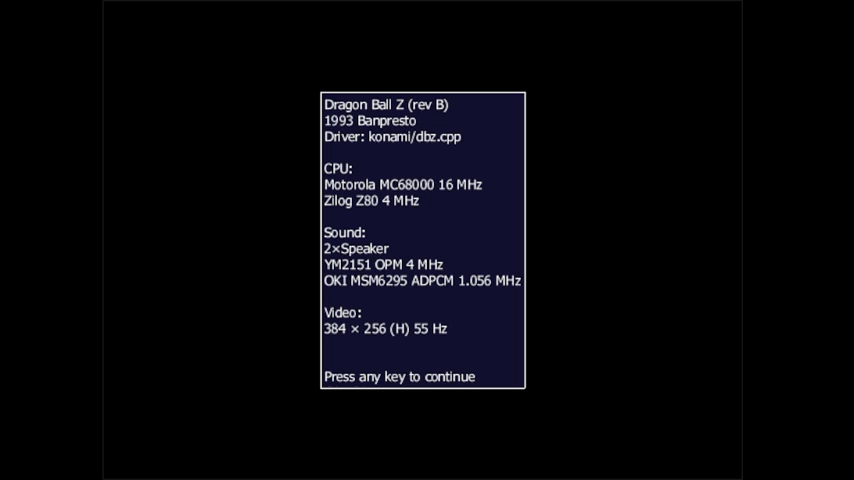 Dragon Ball Z (rev B)
1993 Banpresto
Driver: konami/dbz.cpp
CPU:
Motorola MC68000 16 MHz
Zilog Z80 4 MHz
Sound:
2×Speaker
YM2151 OPM 4 MHz
OKI MSM6295 ADPCM 1.056 MHz
Video:
384 × 256 (H) 55 Hz
Press any key to continue